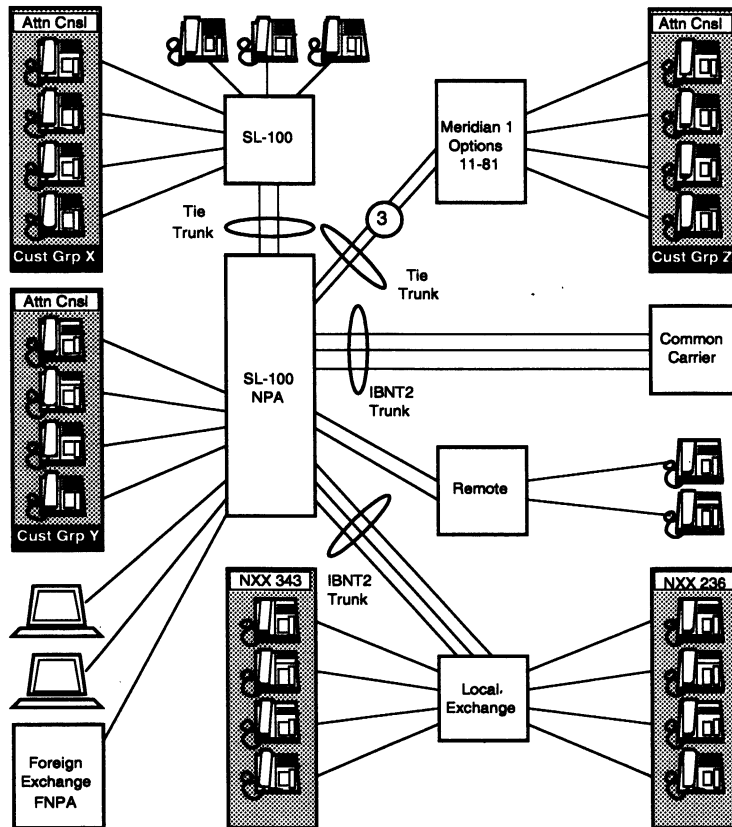 Attn Cnsl
Cust Grp X
SL-100
Meridian 1
Options
11-81
Attn Cnsl
Cust Grp Z
Tie
Trunk
3
Tie
Trunk
Attn Cnsl
Cust Grp Y
SL-100
NPA
IBNT2
Trunk
Common
Carrier
Remote
IBNT2
Trunk
NXX 343
NXX 236
Local
Exchange
Foreign
Exchange
FNPA